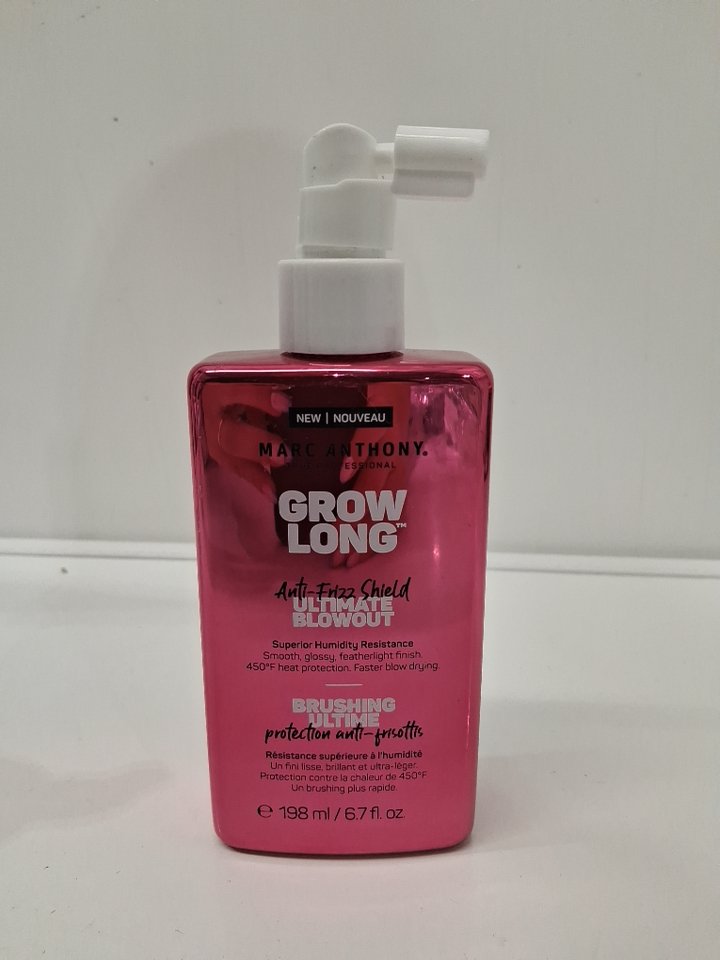 NEW | NOUVEAU
MARC ANTHONY®
TRUE PROFESSIONAL
GROW
LONG™
Anti-Frizz Shield
ULTIMATE
BLOWOUT
Superior Humidity Resistance
Smooth, glossy, featherlight finish.
450°F heat protection. Faster blow drying.
BRUSHING
ULTIME
protection anti-frisottis
Résistance supérieure à l'humidité
Un fini lisse, brillant et ultra-léger.
Protection contre la chaleur de 450°F
Un brushing plus rapide.
℮ 198 ml / 6.7 fl. oz.